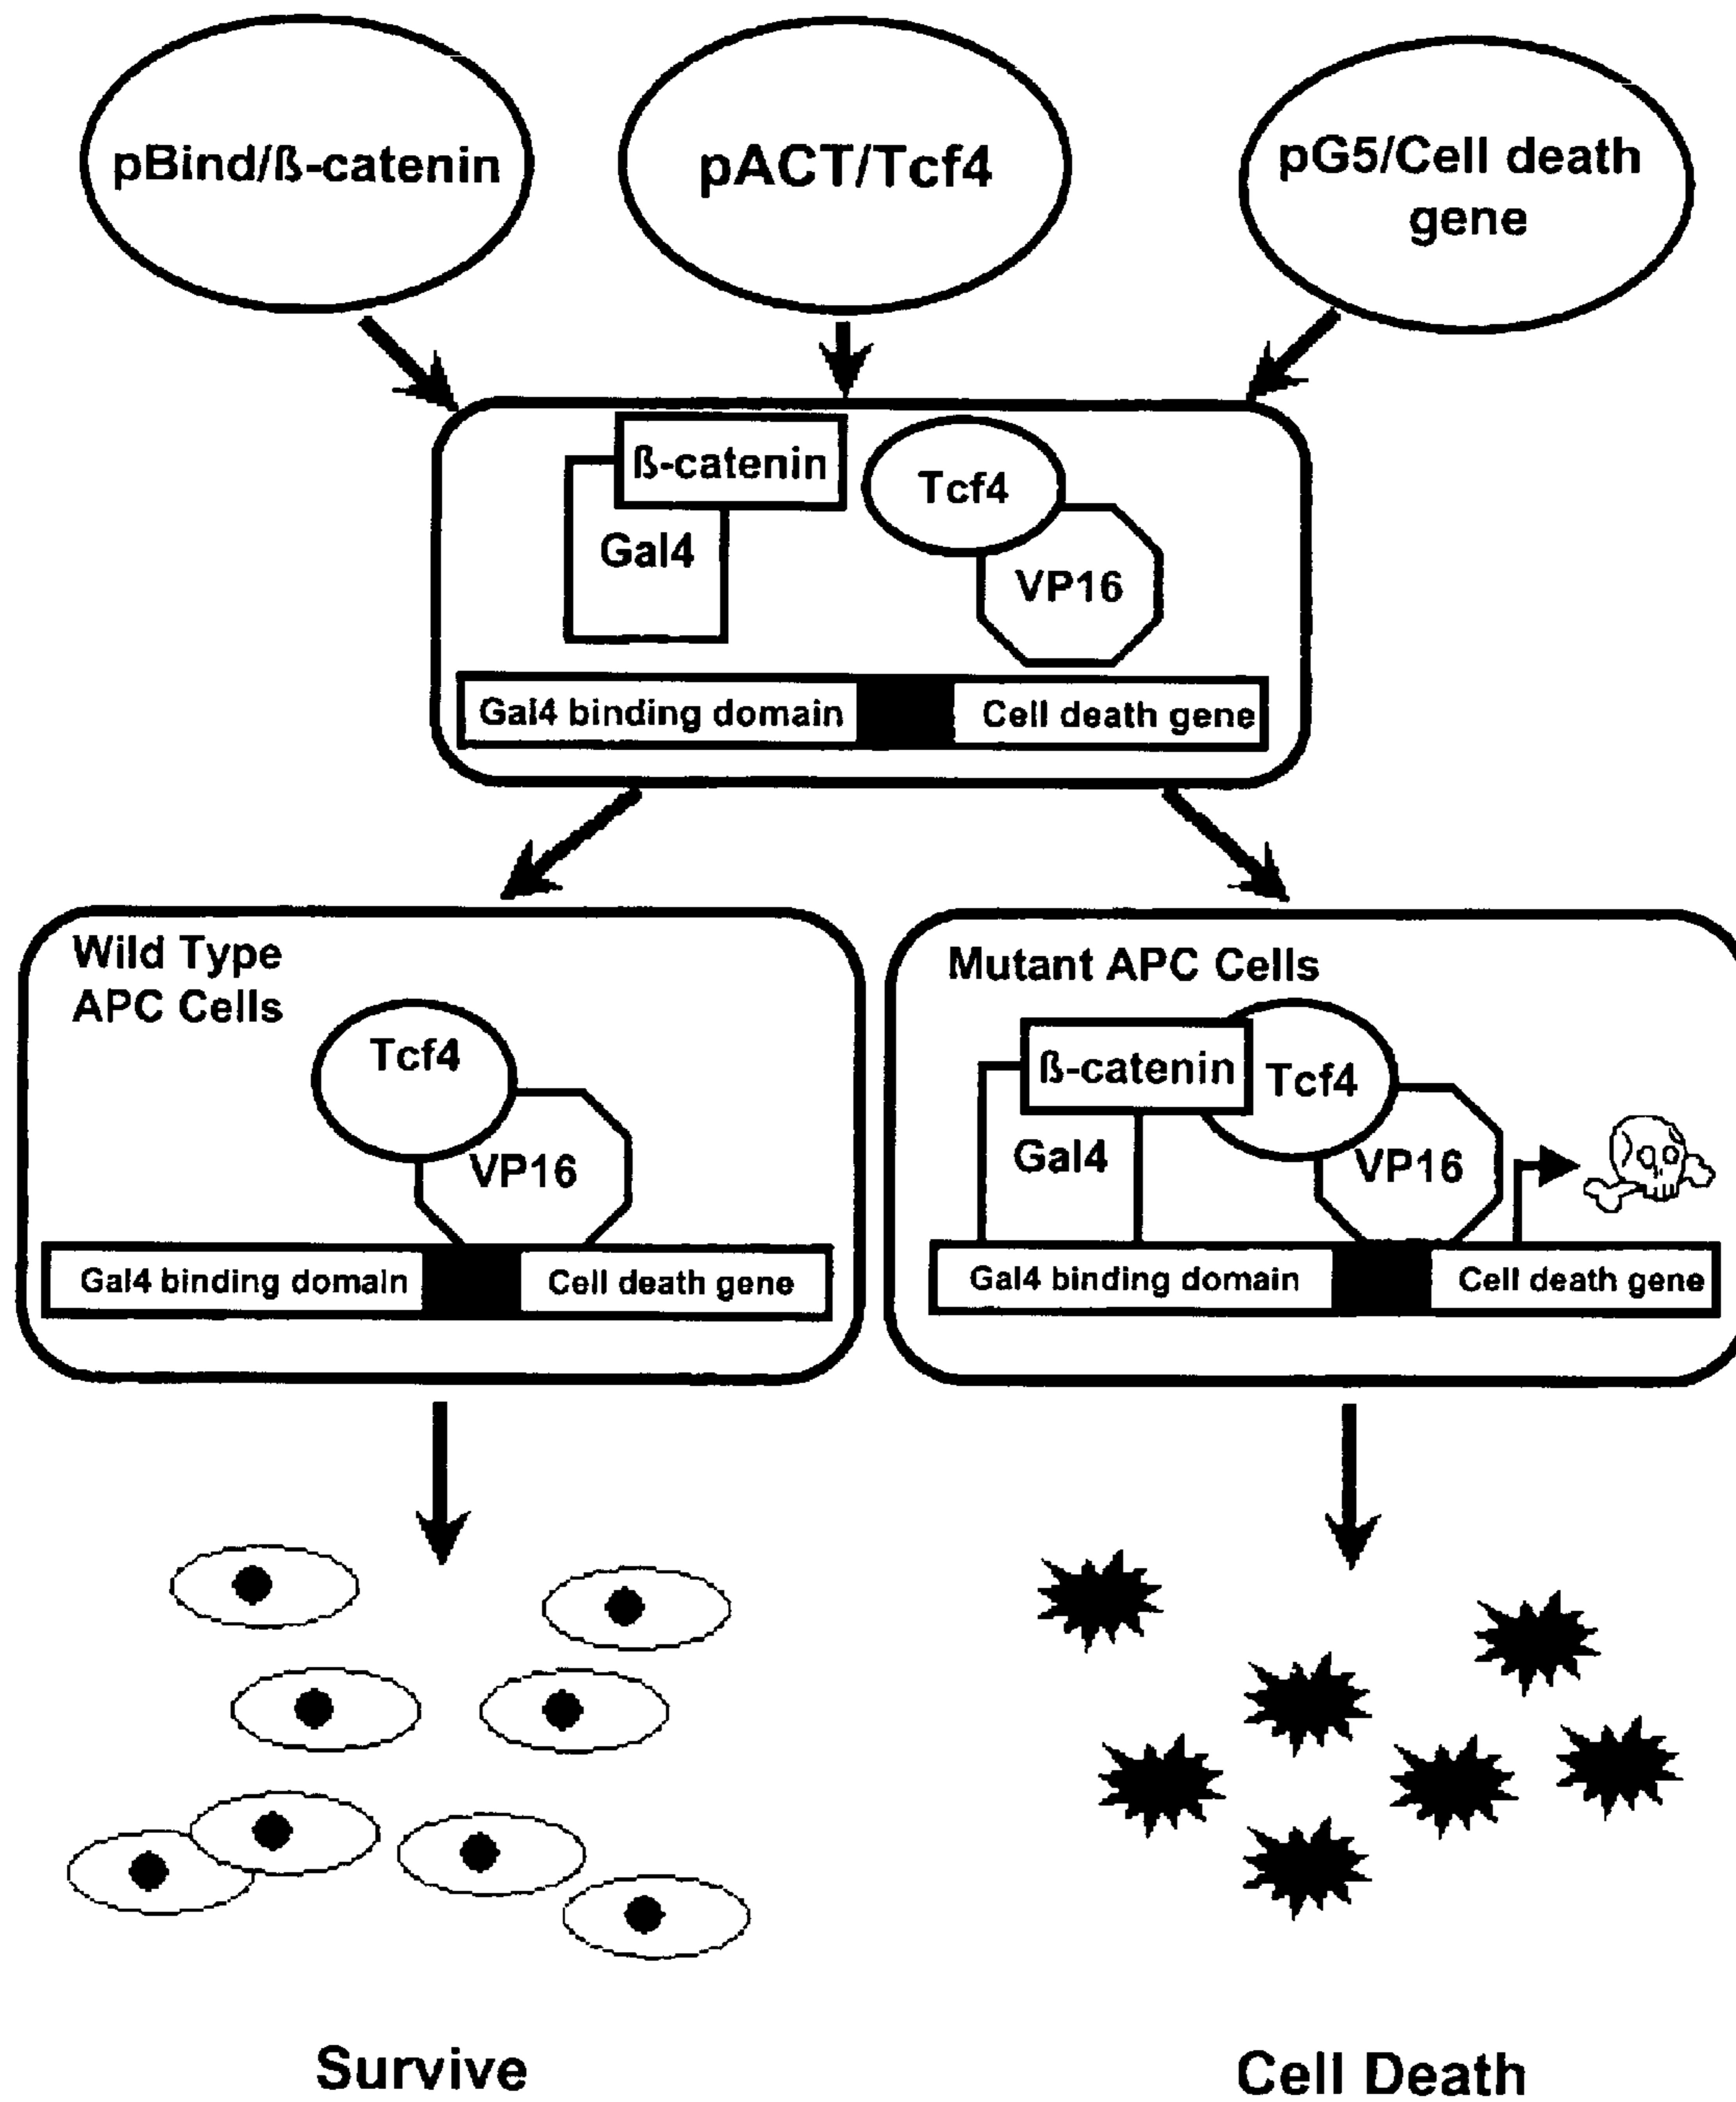 pBind/ß-catenin
pACT/Tcf4
pG5/Cell death
gene
ß-catenin
Tcf4
Gal4
VP16
Gal4 binding domain
Cell death gene
Wild Type
APC Cells
Tcf4
VP16
Gal4 binding domain
Cell death gene
Mutant APC Cells
ß-catenin
Tcf4
Gal4
VP16
Gal4 binding domain
Cell death gene
Survive
Cell Death